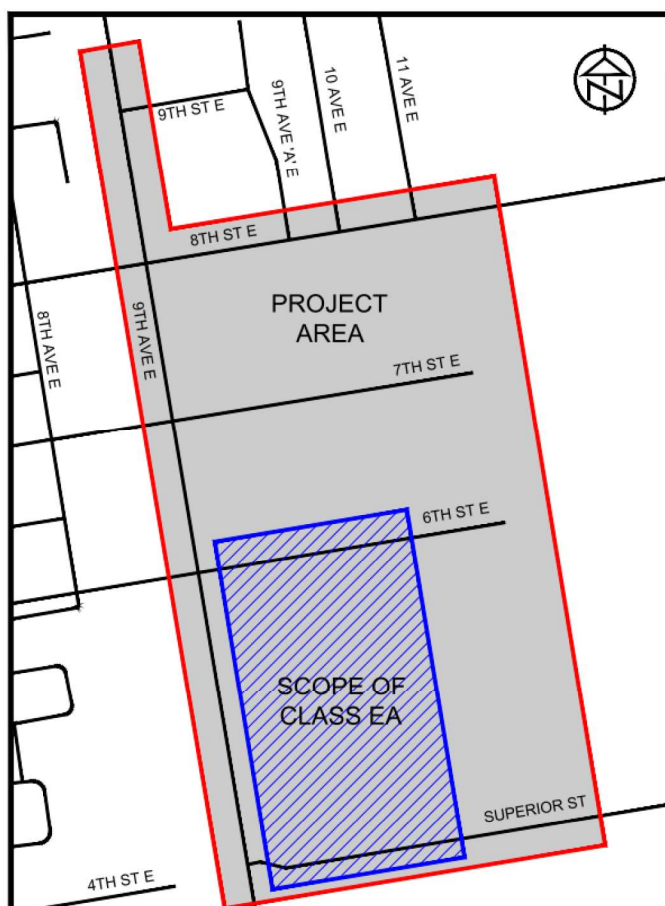 9TH ST E
9TH AVE 'A' E
10 AVE E
11 AVE E
N
8TH ST E
8TH AVE E
9TH AVE E
PROJECT
AREA
7TH ST E
6TH ST E
SCOPE OF
CLASS EA
SUPERIOR ST
4TH ST E